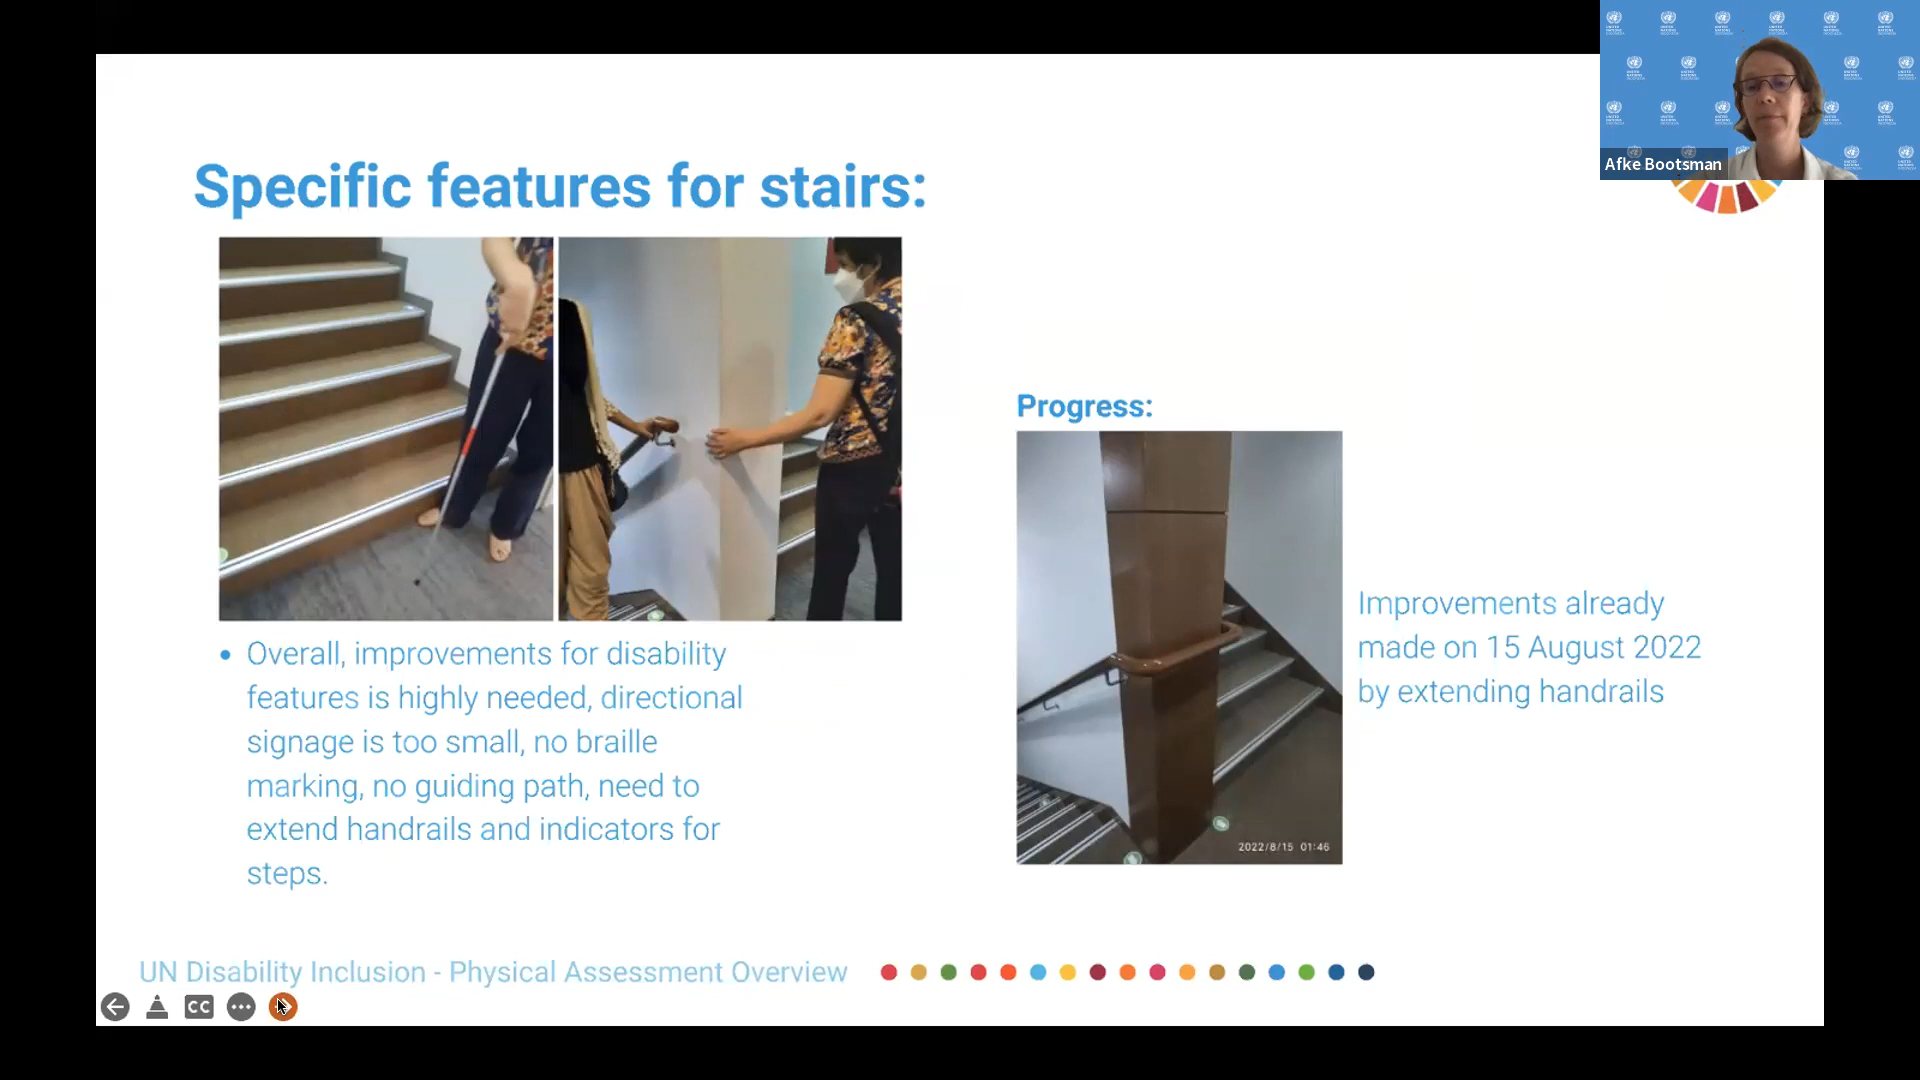 Afke Bootsman
Specific features for stairs:
Progress:
2022/8/15 01:46
Improvements already
made on 15 August 2022
by extending handrails
• Overall, improvements for disability
features is highly needed, directional
signage is too small, no braille
marking, no guiding path, need to
extend handrails and indicators for
steps.
UN Disability Inclusion - Physical Assessment Overview
CC